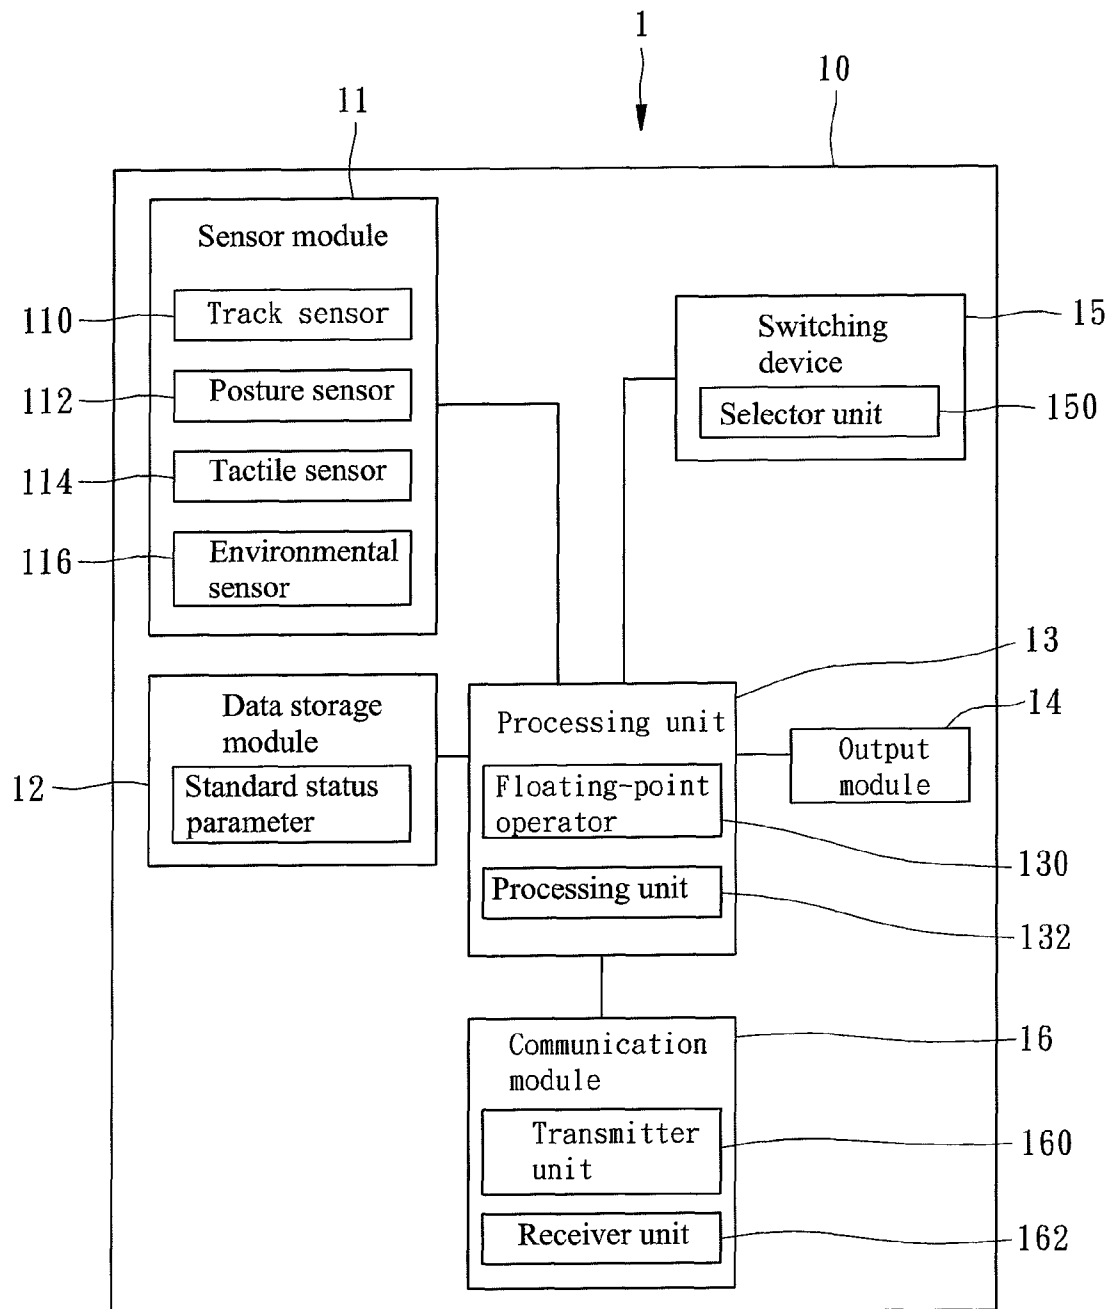 1
10
11
Sensor module
110
Track sensor
112
Posture sensor
114
Tactile sensor
116
Environmental
sensor
15
Switching
device
150
Selector unit
13
Processing unit
14
Output
module
12
Data storage
module
Standard status
parameter
Floating-point
operator
130
Processing unit
132
16
Communication
module
Transmitter
unit
160
Receiver unit
162